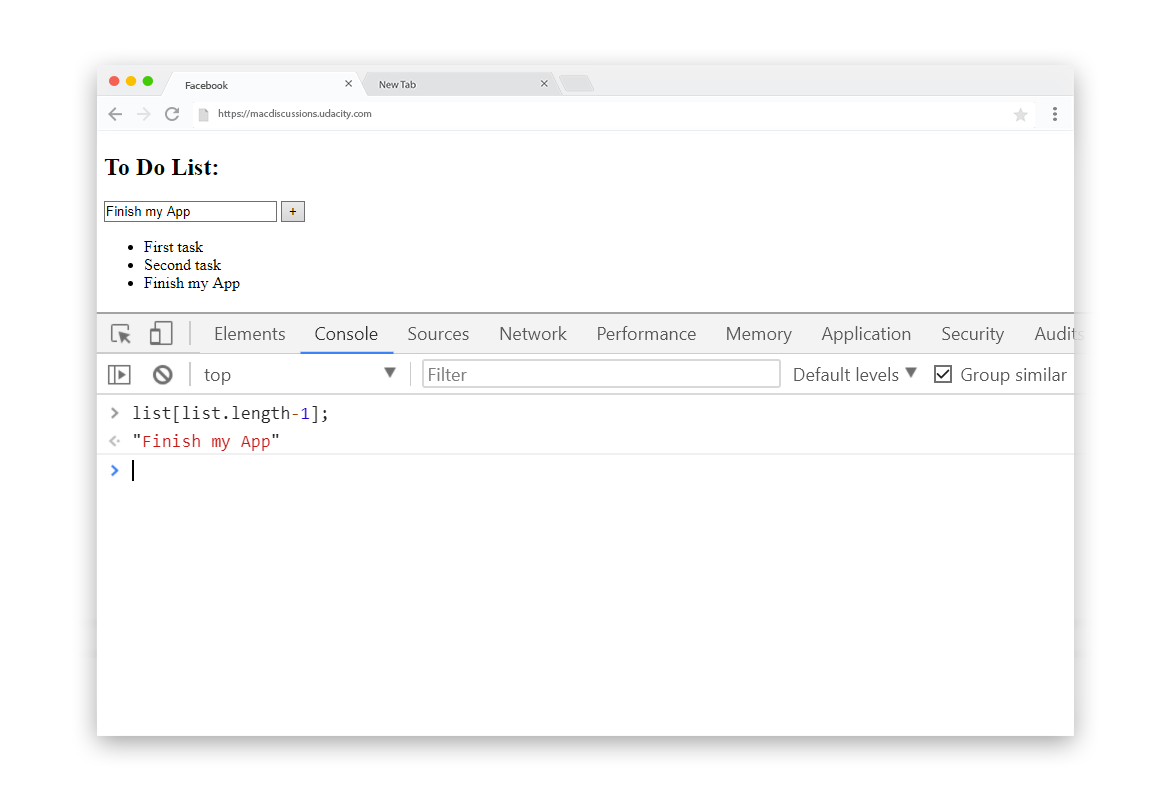 Facebook
New Tab
https://macdiscussions.udacity.com
To Do List:
Finish my App +
First task
Second task
Finish my App
Elements Console Sources Network Performance Memory Application Security Audits
top Filter Default levels Group similar
> list[list.length-1];
"Finish my App"
>